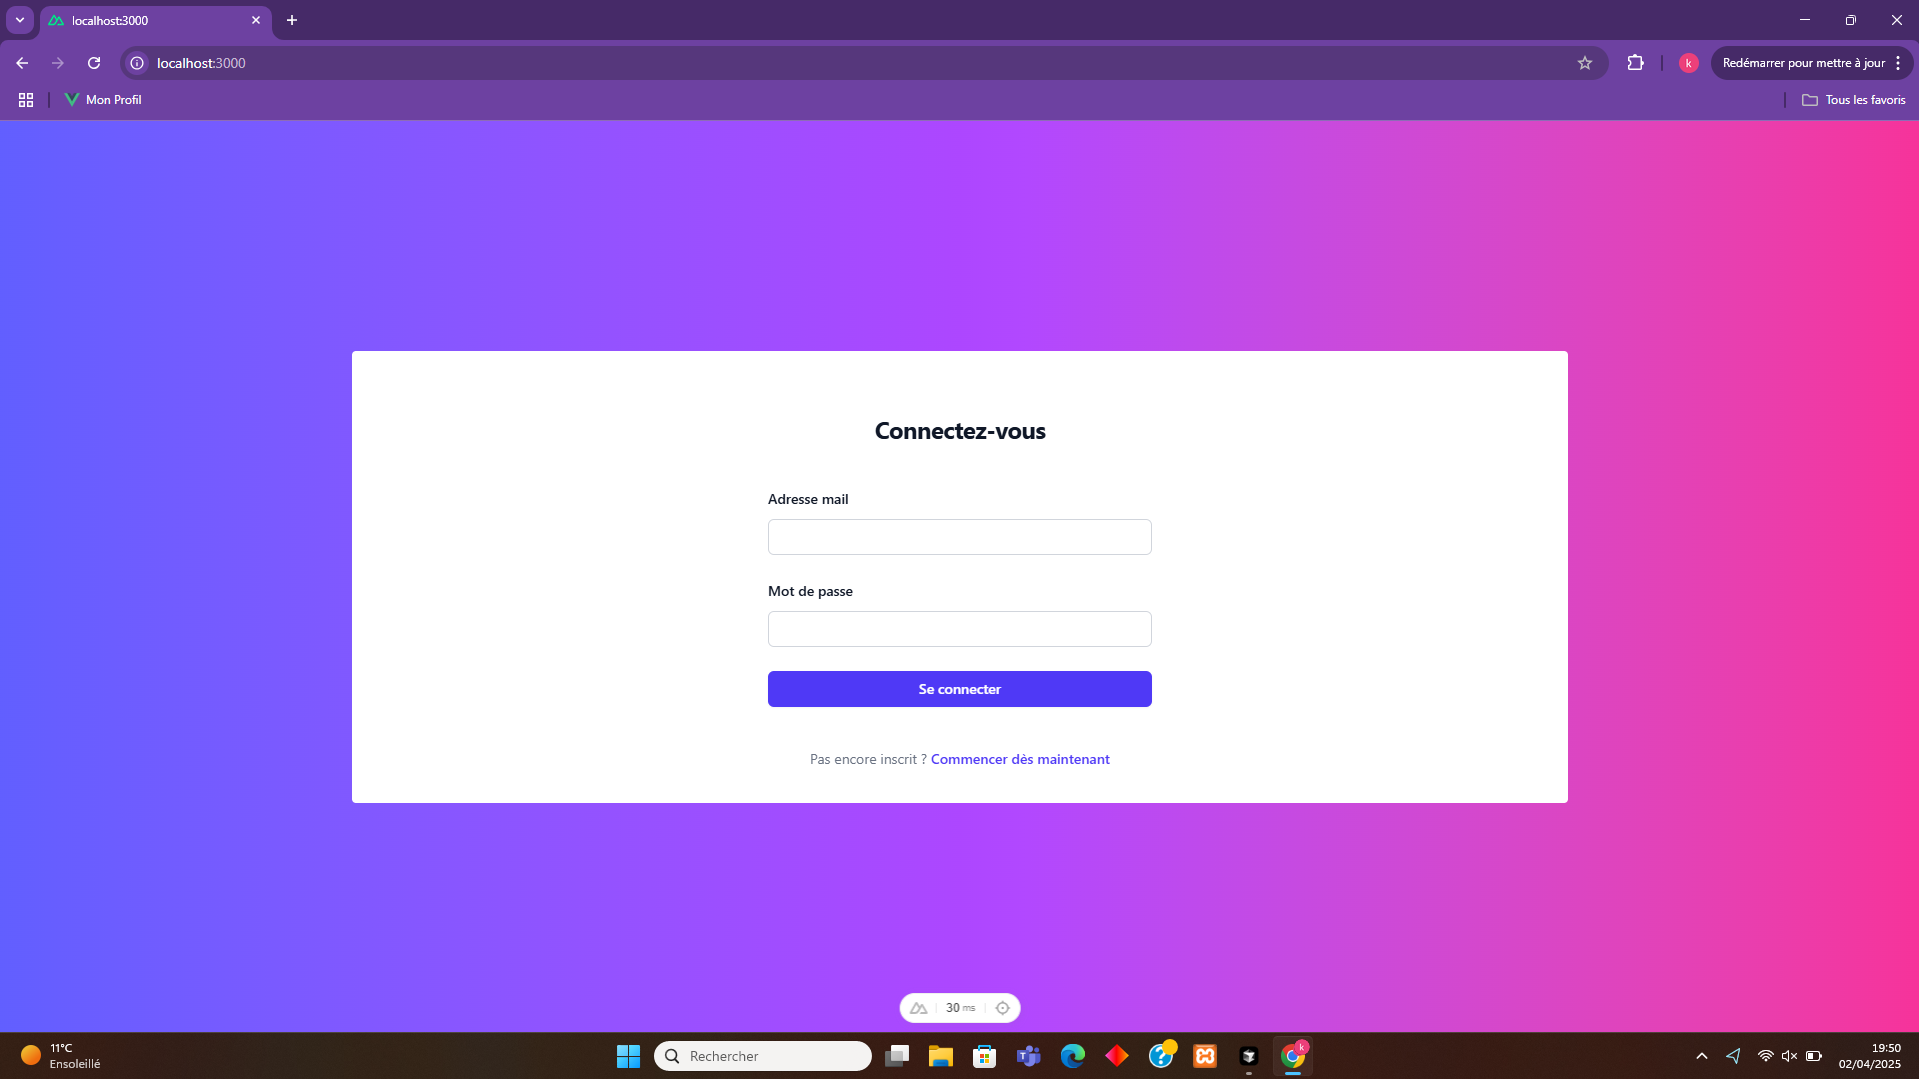 localhost:3000
localhost:3000
k
Redémarrer pour mettre à jour
Mon Profil
Tous les favoris
Connectez-vous
Adresse mail
Mot de passe
Se connecter
Pas encore inscrit ? Commencer dès maintenant
30 ms
11°C
Ensoleillé
Rechercher
k
19:50
02/04/2025